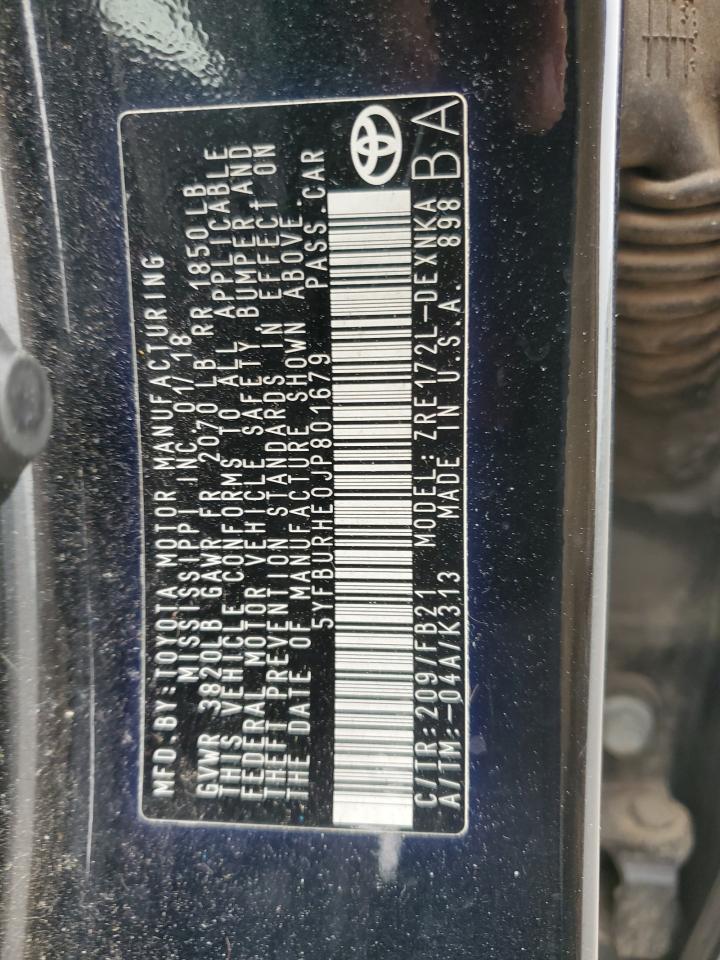 MFD.BY:TOYOTA MOTOR MANUFACTURING
MISSISSIPPI INC.01/18
GVWR 3820LB GAWR FR 2070 LB RR 1850 LB
THIS VEHICLE CONFORMS TO ALL APPLICABLE
FEDERAL MOTOR VEHICLE SAFETY, BUMPER AND
THEFT PREVENTION STANDARDS IN EFFECT ON
THE DATE OF MANUFACTURE SHOWN ABOVE.
5YFBURHE0JP801679 PASS.CAR
C/TR:209/FB21 MODEL:ZRE172L-DEXNKA
A/TM:-04A/K313 MADE IN U.S.A. 898
BA